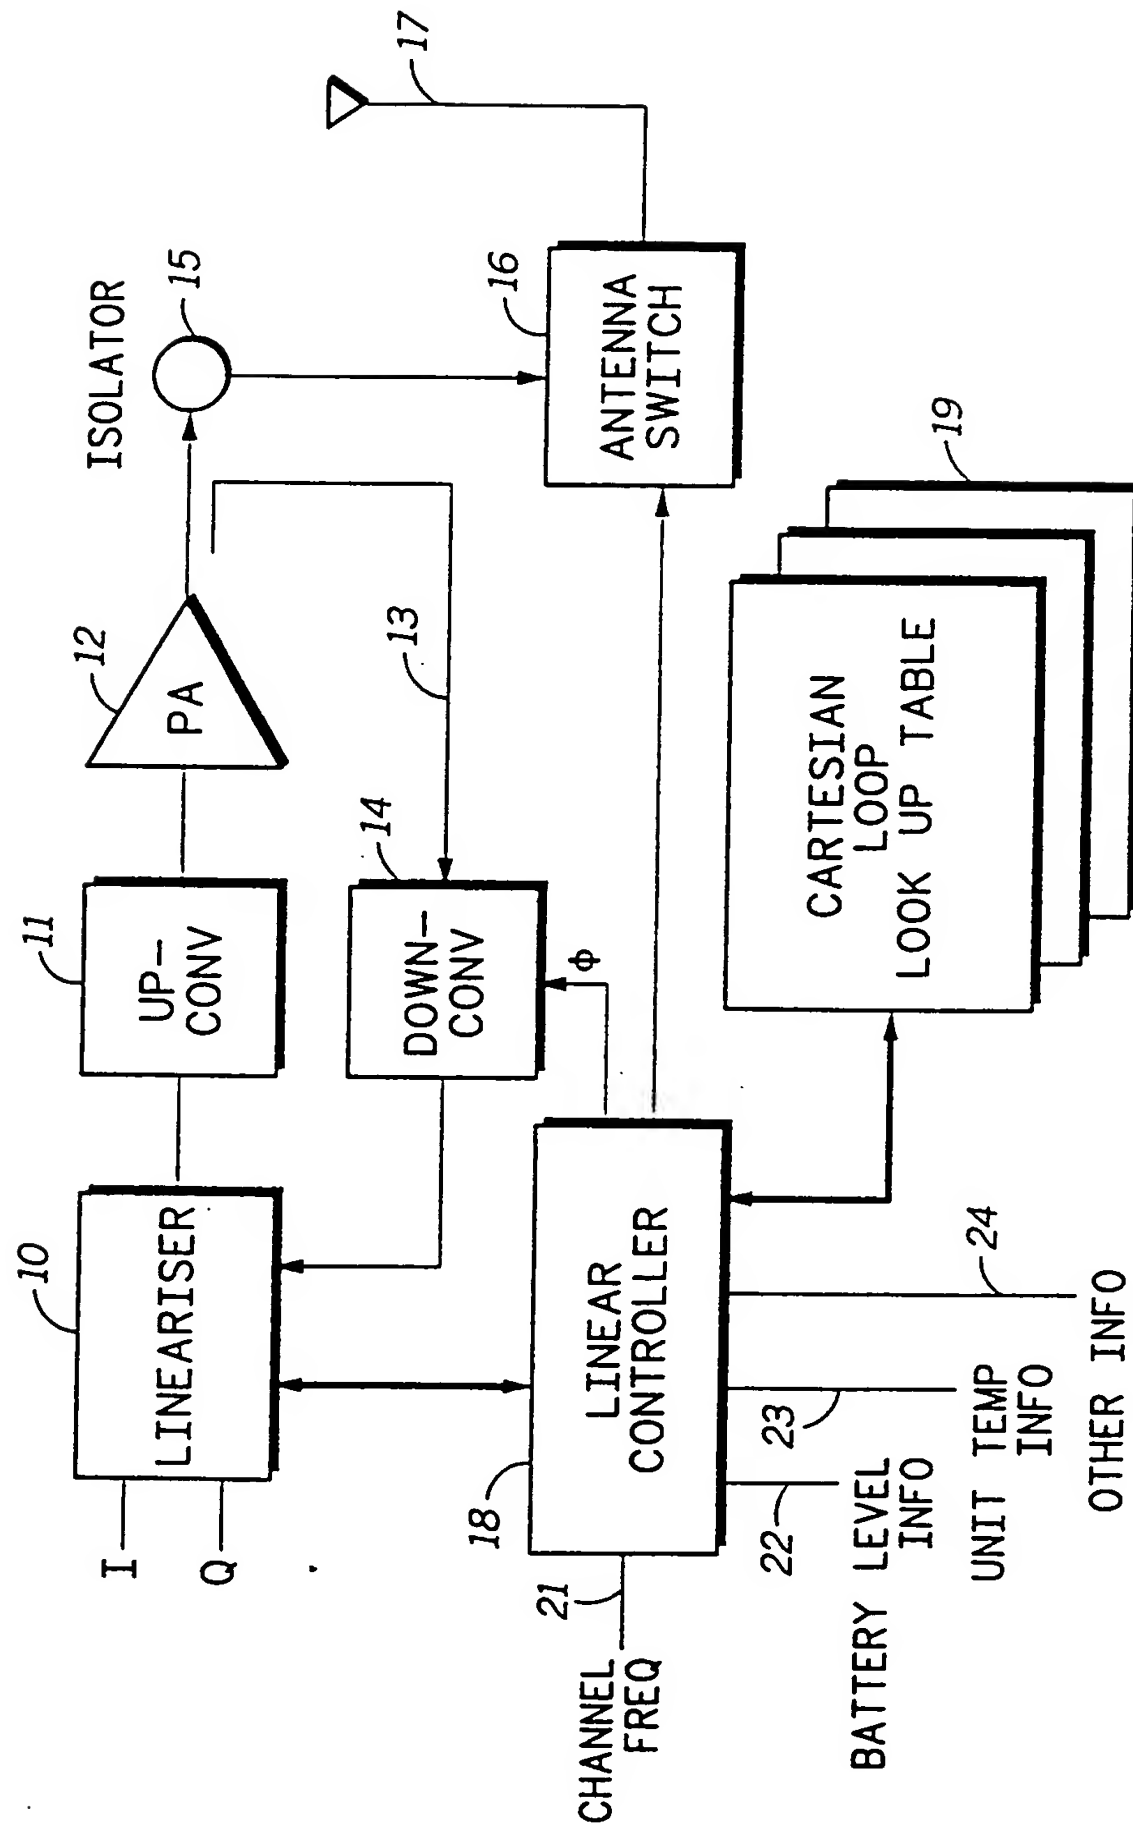 I
Q
10
LINEARISER
11
UP-
CONV
12
PA
ISOLATOR
15
13
14
DOWN-
CONV
Φ
16
ANTENNA
SWITCH
17
CHANNEL
FREQ
21
18
LINEAR
CONTROLLER
22
BATTERY LEVEL
INFO
23
UNIT TEMP
INFO
24
OTHER INFO
19
CARTESIAN
LOOP
LOOK UP TABLE